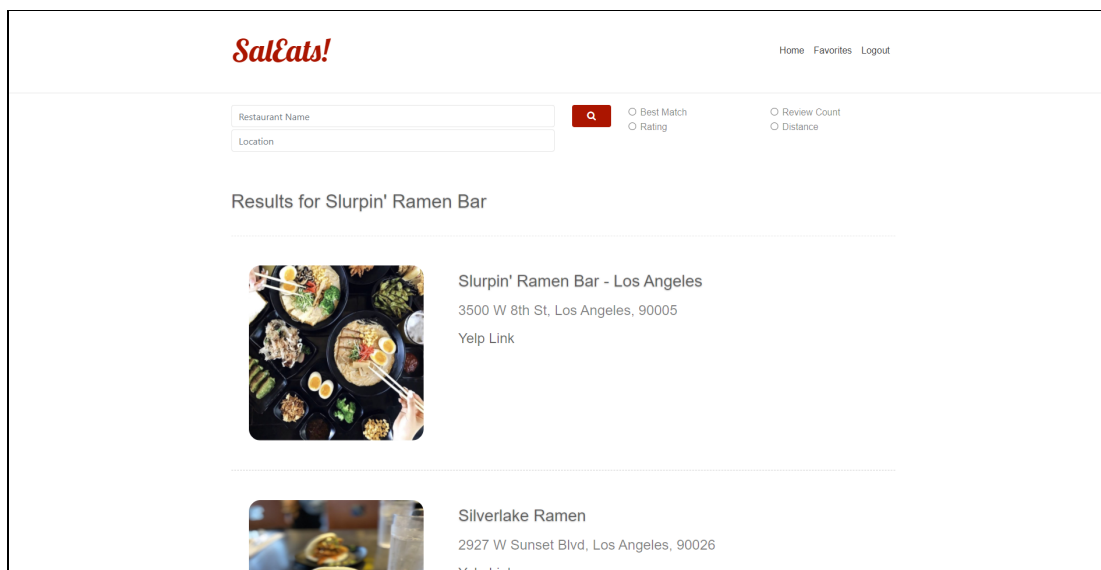 SalEats!
Home Favorites Logout
Restaurant Name
Location
Best Match
Review Count
Rating
Distance
Results for Slurpin' Ramen Bar
Slurpin' Ramen Bar - Los Angeles
3500 W 8th St, Los Angeles, 90005
Yelp Link
Silverlake Ramen
2927 W Sunset Blvd, Los Angeles, 90026